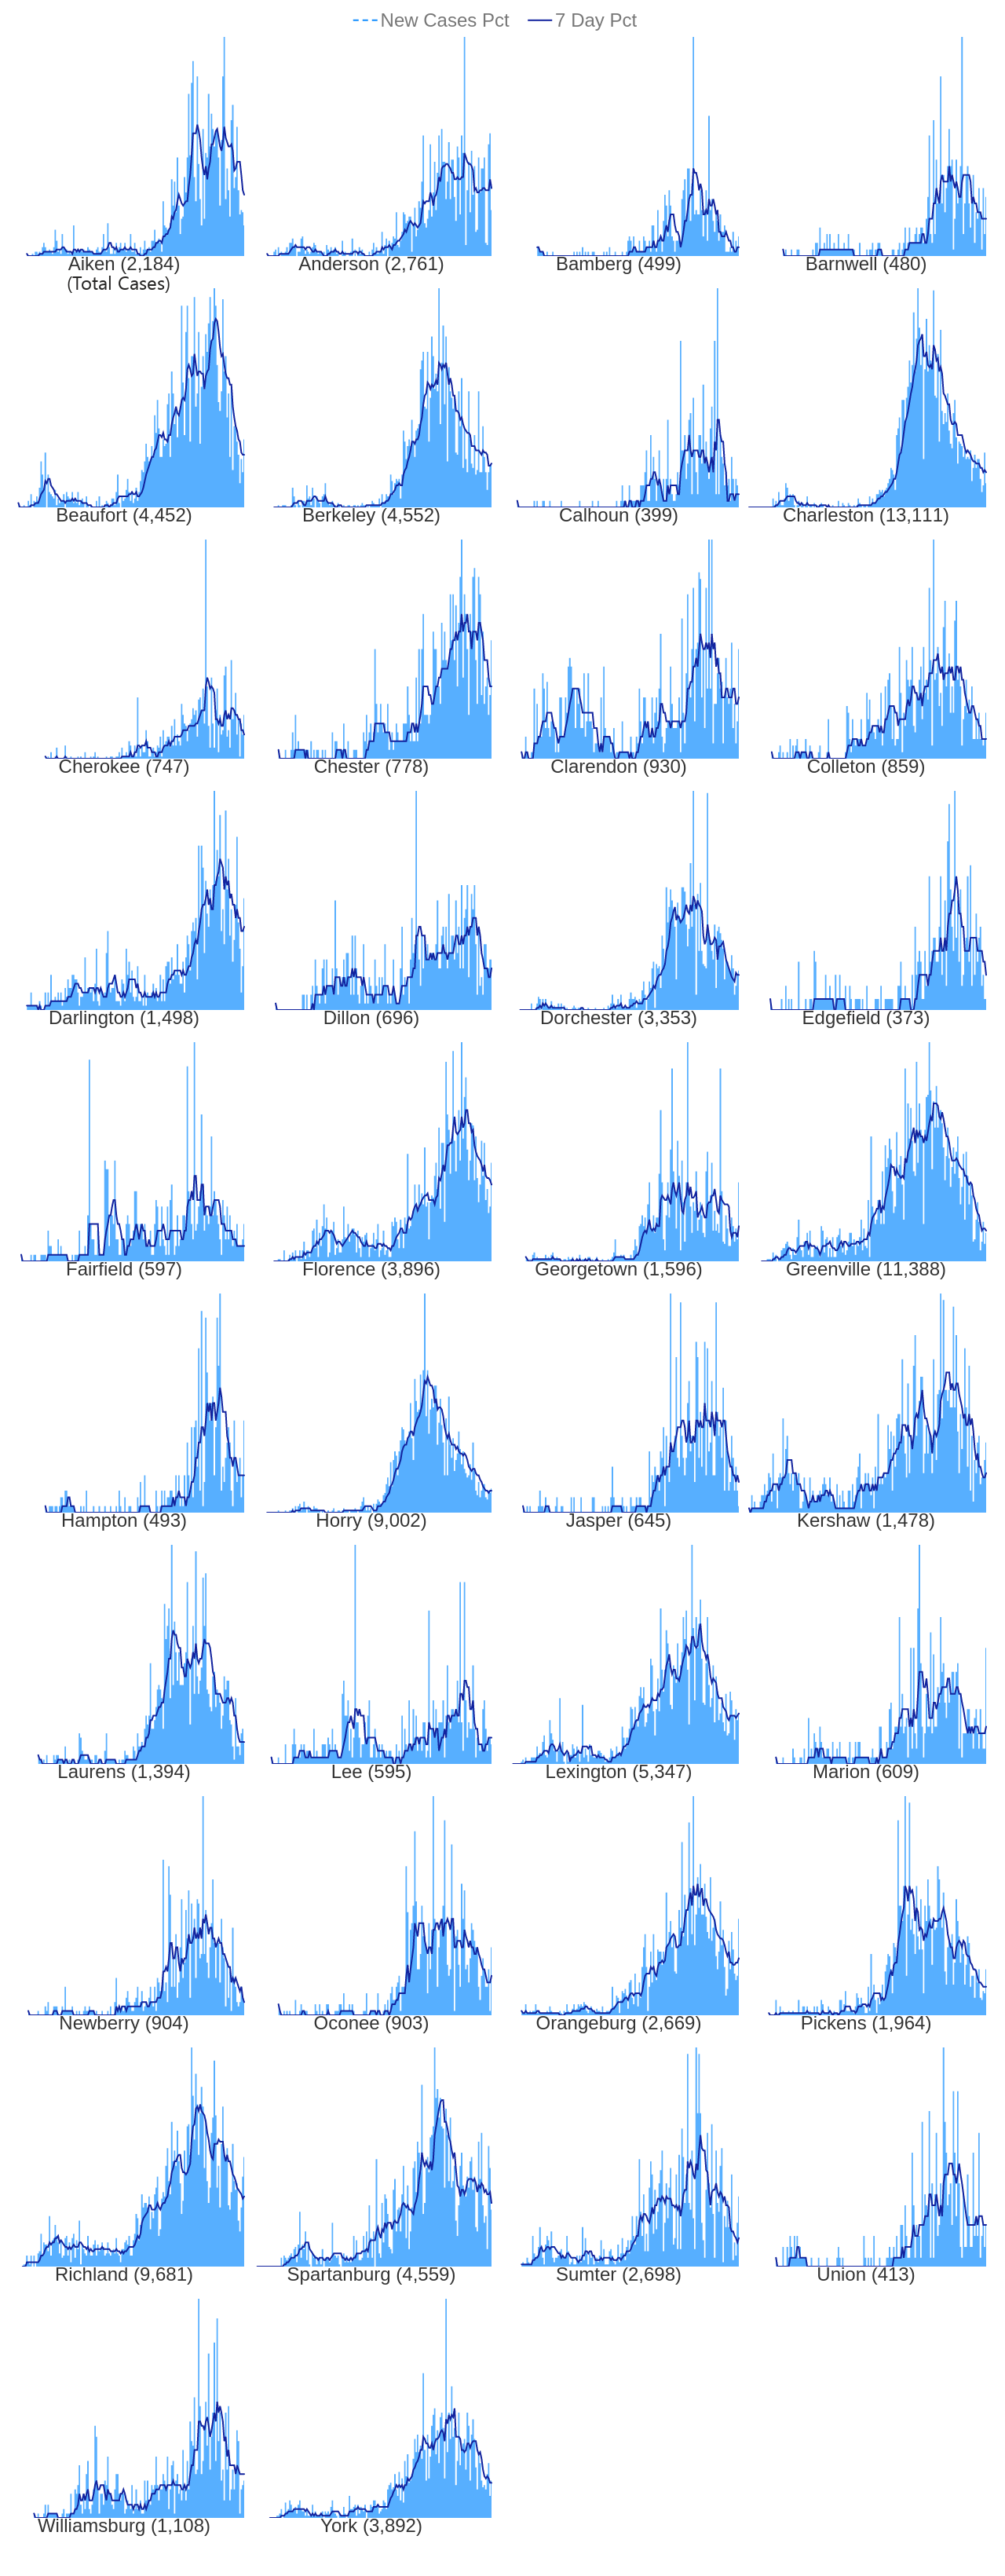 New Cases Pct 7 Day Pct
Aiken (2,184) Anderson (2,761) Bamberg (499) Barnwell (480)
(Total Cases)
Beaufort (4,452) Berkeley (4,552) Calhoun (399) Charleston (13,111)
Cherokee (747) Chester (778) Clarendon (930) Colleton (859)
Darlington (1,498) Dillon (696) Dorchester (3,353) Edgefield (373)
Fairfield (597) Florence (3,896) Georgetown (1,596) Greenville (11,388)
Hampton (493) Horry (9,002) Jasper (645) Kershaw (1,478)
Laurens (1,394) Lee (595) Lexington (5,347) Marion (609)
Newberry (904) Oconee (903) Orangeburg (2,669) Pickens (1,964)
Richland (9,681) Spartanburg (4,559) Sumter (2,698) Union (413)
Williamsburg (1,108) York (3,892)